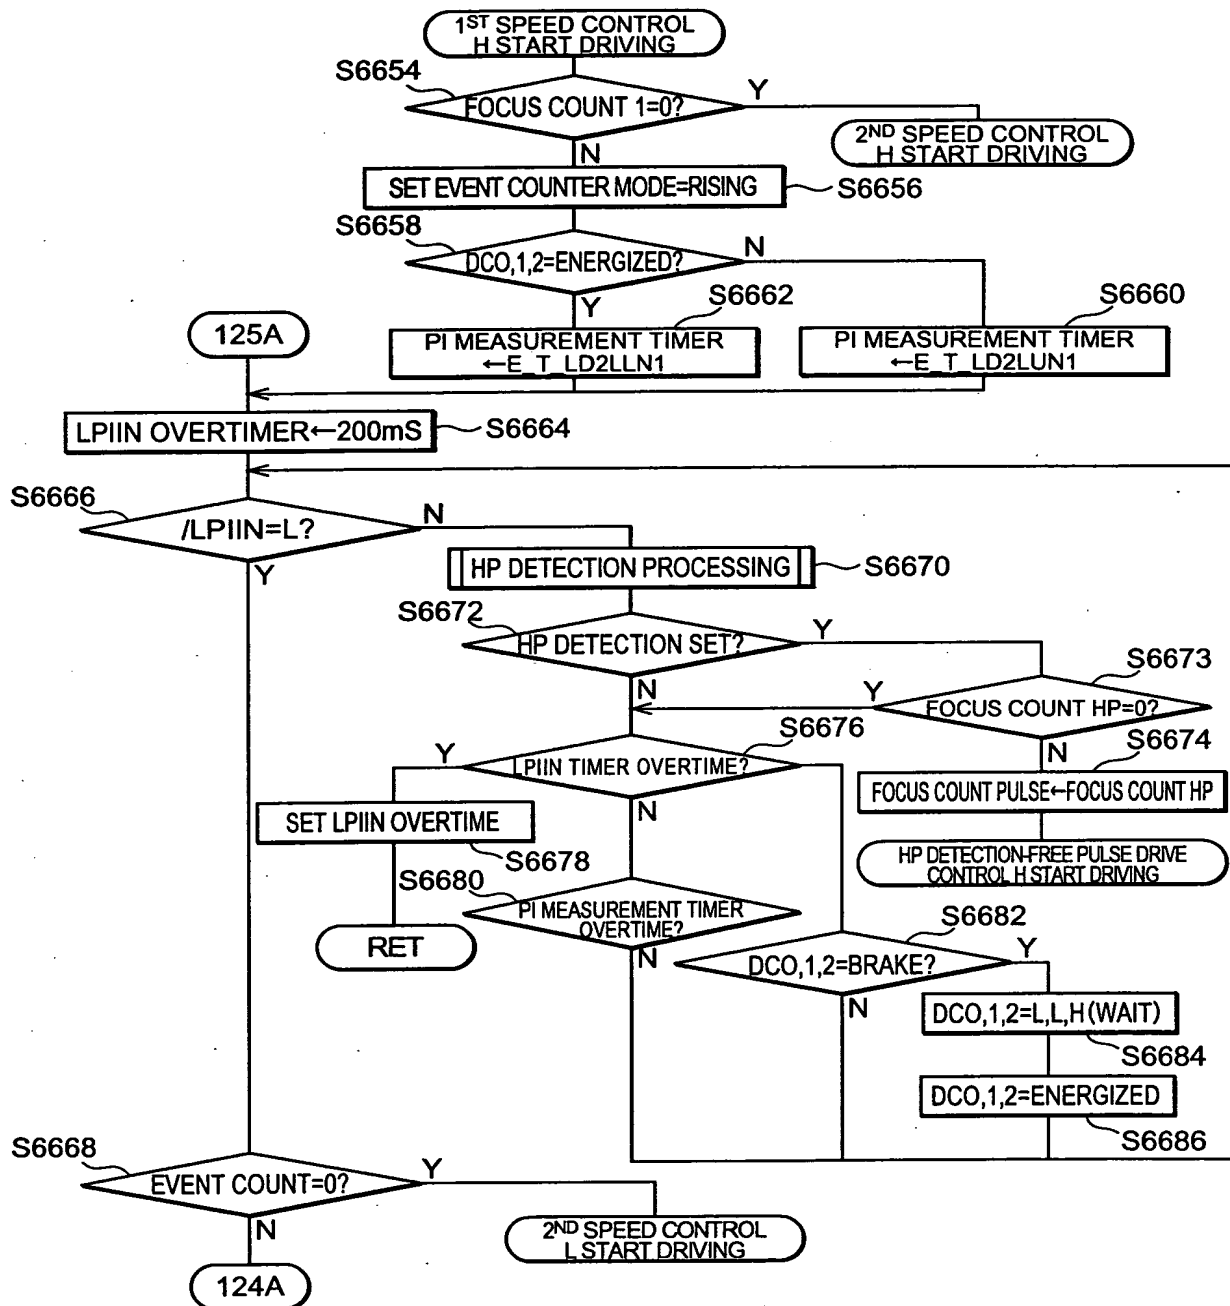 1ST SPEED CONTROL
H START DRIVING
S6654
FOCUS COUNT 1=0?
Y
N
2ND SPEED CONTROL
H START DRIVING
SET EVENT COUNTER MODE=RISING
S6656
S6658
DCO,1,2=ENERGIZED?
N
Y
S6662
S6660
125A
PI MEASUREMENT TIMER
←E_T_LD2LLN1
PI MEASUREMENT TIMER
←E_T_LD2LUN1
LPIIN OVERTIMER←200mS
S6664
S6666
/LPIIN=L?
N
Y
HP DETECTION PROCESSING
S6670
S6672
HP DETECTION SET?
Y
N
S6673
FOCUS COUNT HP=0?
Y
N
S6676
LPIIN TIMER OVERTIME?
Y
N
S6674
FOCUS COUNT PULSE←FOCUS COUNT HP
SET LPIIN OVERTIME
S6678
HP DETECTION-FREE PULSE DRIVE
CONTROL H START DRIVING
S6680
PI MEASUREMENT TIMER
OVERTIME?
N
RET
S6682
DCO,1,2=BRAKE?
Y
N
DCO,1,2=L,L,H(WAIT)
S6684
DCO,1,2=ENERGIZED
S6686
S6668
EVENT COUNT=0?
Y
N
2ND SPEED CONTROL
L START DRIVING
124A